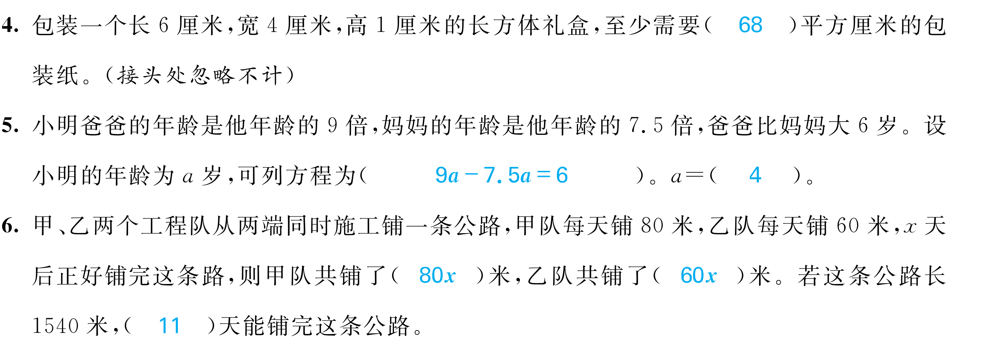 4. 包装一个长 6 厘米,宽 4 厘米,高 1 厘米的长方体礼盒,至少需要( 68 )平方厘米的包
装纸。(接头处忽略不计)
5. 小明爸爸的年龄是他年龄的 9 倍,妈妈的年龄是他年龄的 7.5 倍,爸爸比妈妈大 6 岁。设
小明的年龄为 a 岁,可列方程为( 9a-7.5a=6 )。a=( 4 )。
6. 甲、乙两个工程队从两端同时施工铺一条公路,甲队每天铺 80 米,乙队每天铺 60 米,x 天
后正好铺完这条路,则甲队共铺了( 80x )米,乙队共铺了( 60x )米。若这条公路长
1540 米,( 11 )天能铺完这条公路。